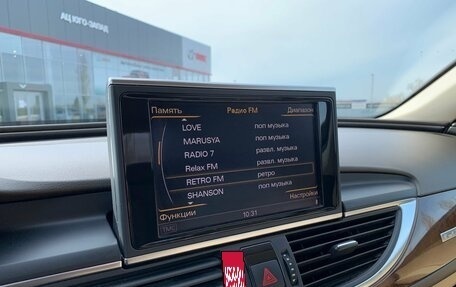 АЦ ЮГО-ЗАПАД
Память Радио FM Диапазон
LOVE поп музыка
MARUSYA поп музыка
RADIO 7 развл. музыка
Relax FM развл. музыка
RETRO FM ретро
SHANSON поп музыка
Функции 10:31 Настройки
TMC